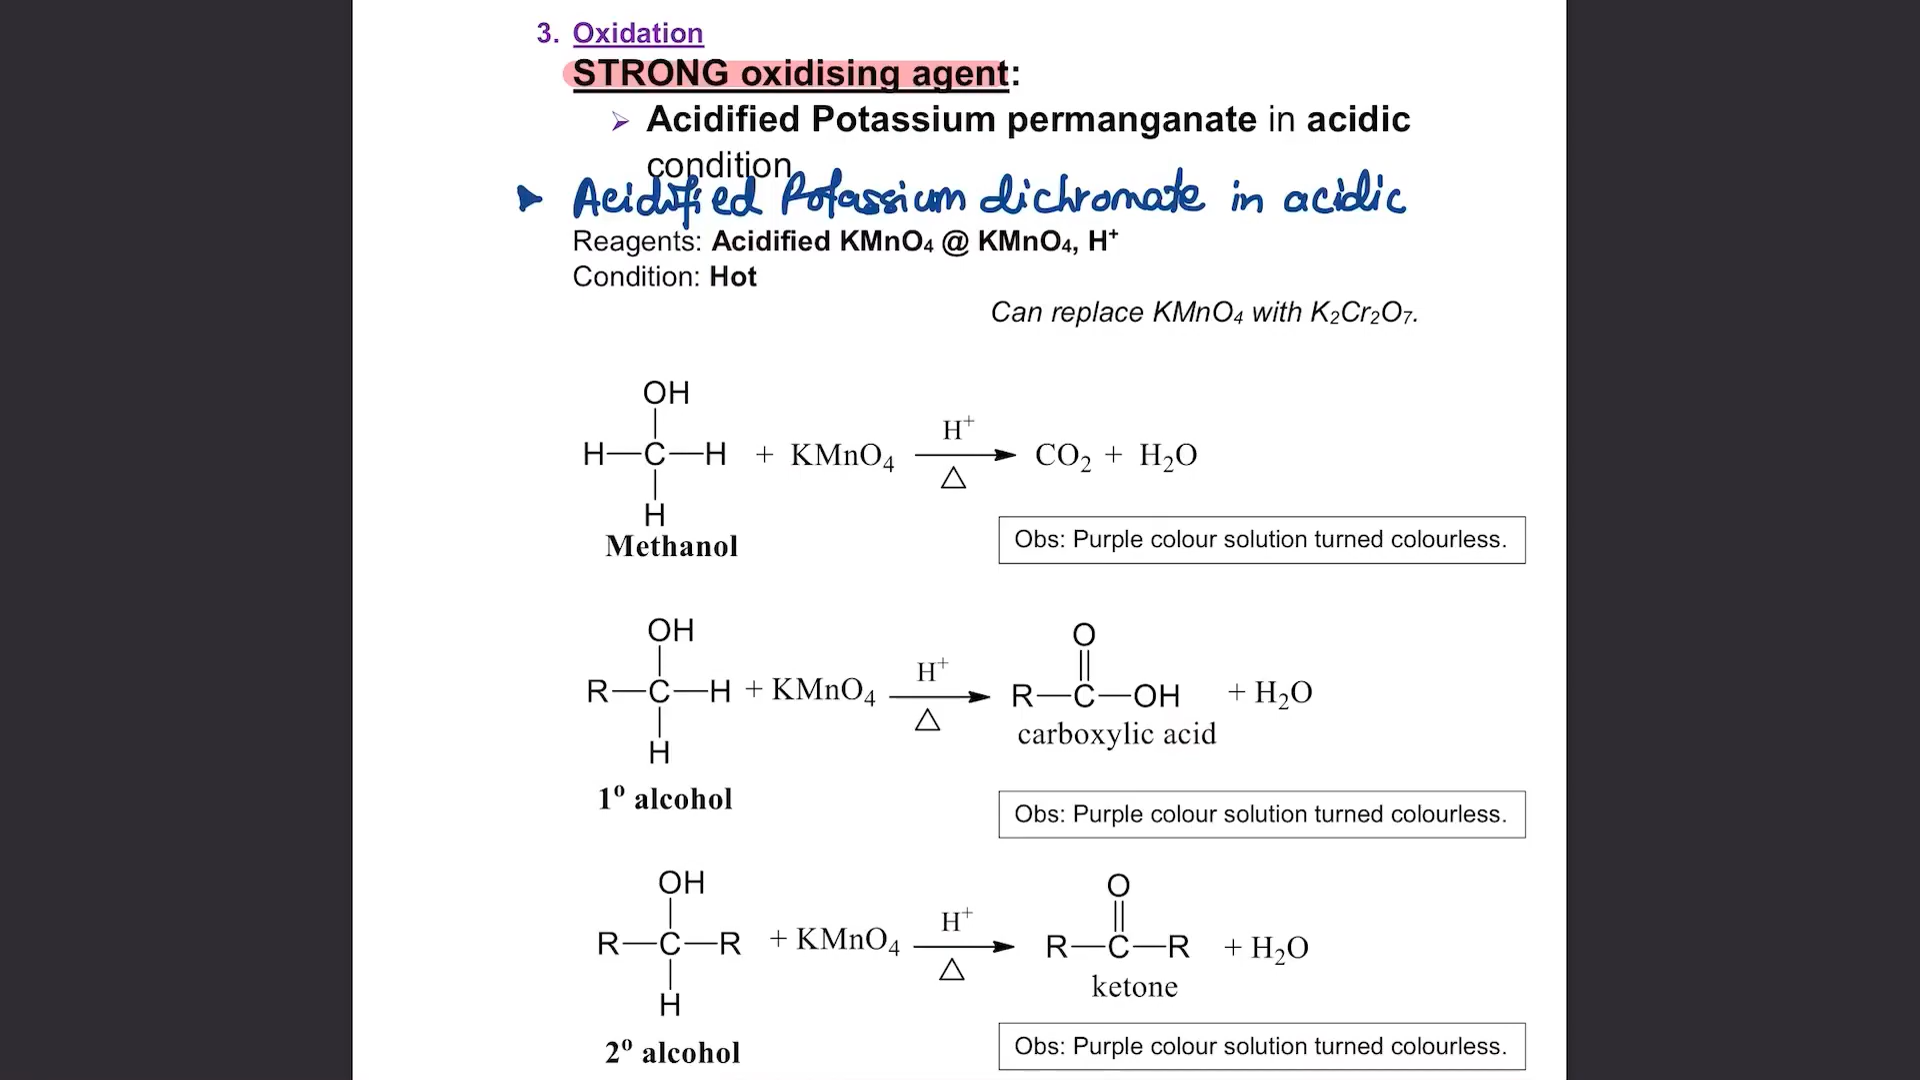 3. Oxidation
STRONG oxidising agent:
➢ Acidified Potassium permanganate in acidic
condition
▶ Acidified Potassium dichromate in acidic
Reagents: Acidified KMnO₄ @ KMnO₄, H⁺
Condition: Hot
Can replace KMnO₄ with K₂Cr₂O₇.
OH
H—C—H + KMnO₄ H⁺ △ CO₂ + H₂O
H
Methanol
Obs: Purple colour solution turned colourless.
OH
O
R—C—H + KMnO₄ H⁺ △ R—C—OH + H₂O
H
carboxylic acid
1⁰ alcohol
Obs: Purple colour solution turned colourless.
OH
O
R—C—R + KMnO₄ H⁺ △ R—C—R + H₂O
H
ketone
2⁰ alcohol
Obs: Purple colour solution turned colourless.